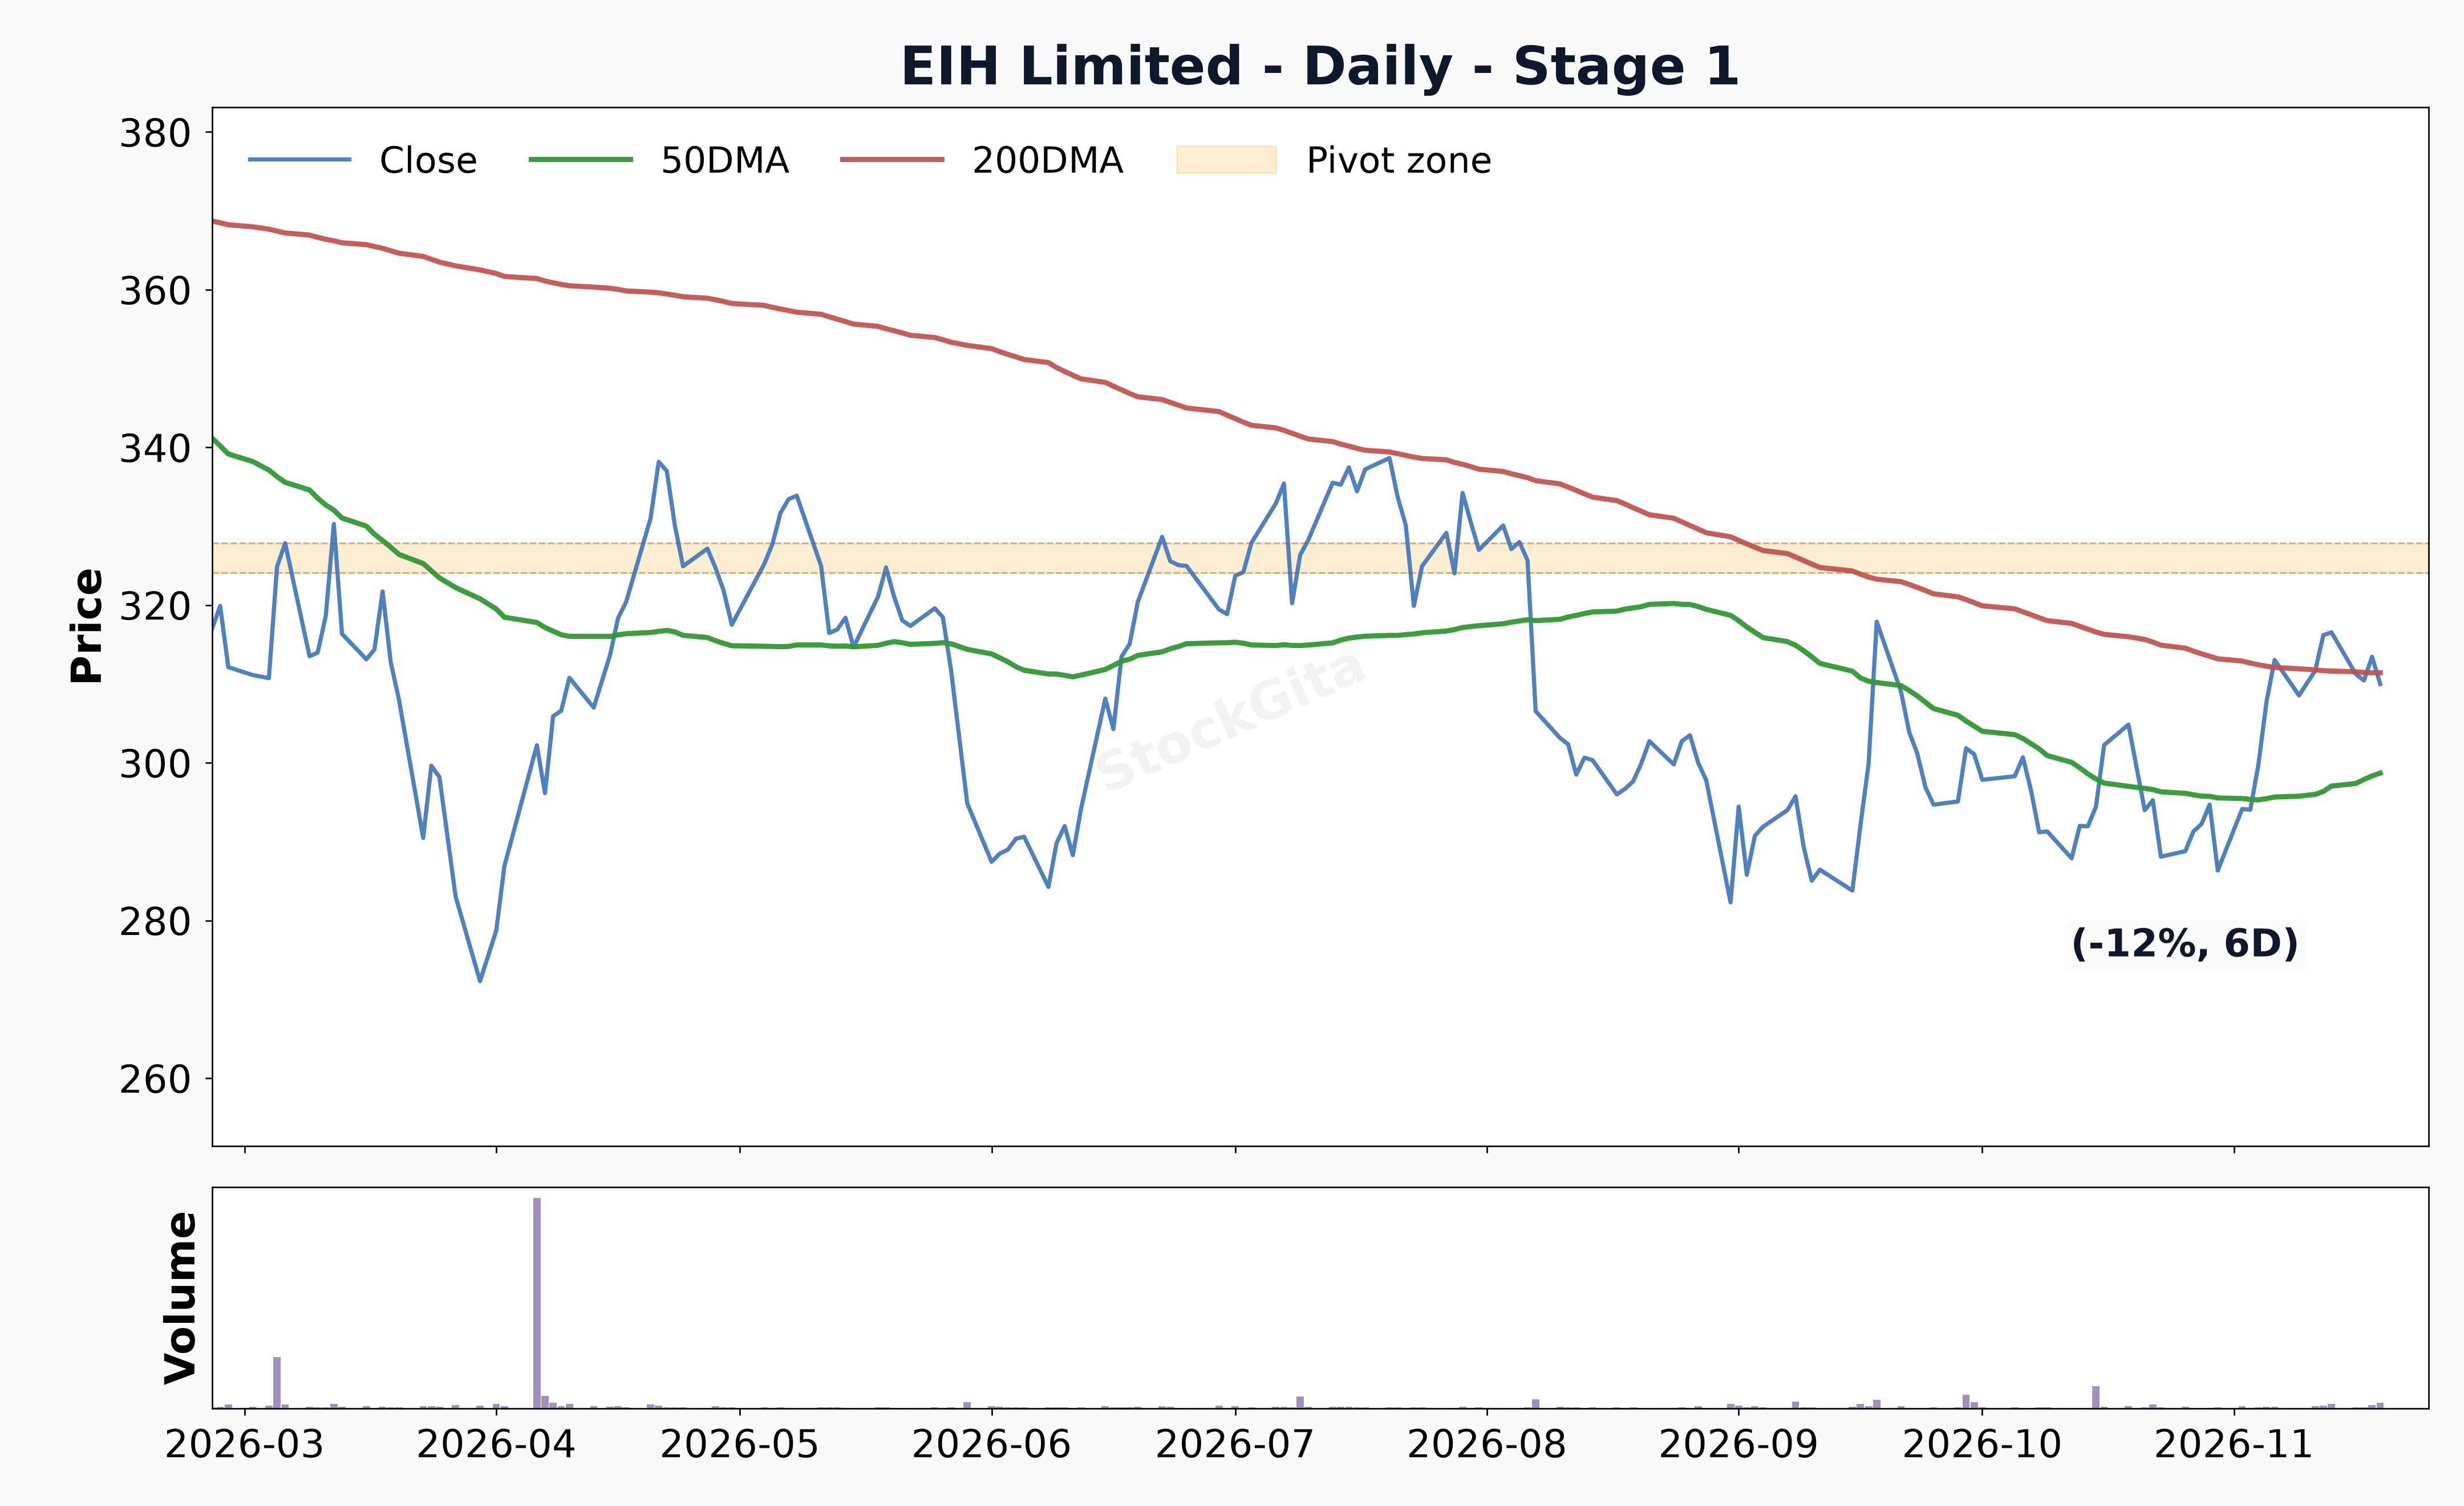 EIH Limited - Daily - Stage 1
Close
50DMA
200DMA
Pivot zone
Price
380
360
340
320
300
280
260
StockGita
(-12%, 6D)
Volume
2026-03
2026-04
2026-05
2026-06
2026-07
2026-08
2026-09
2026-10
2026-11